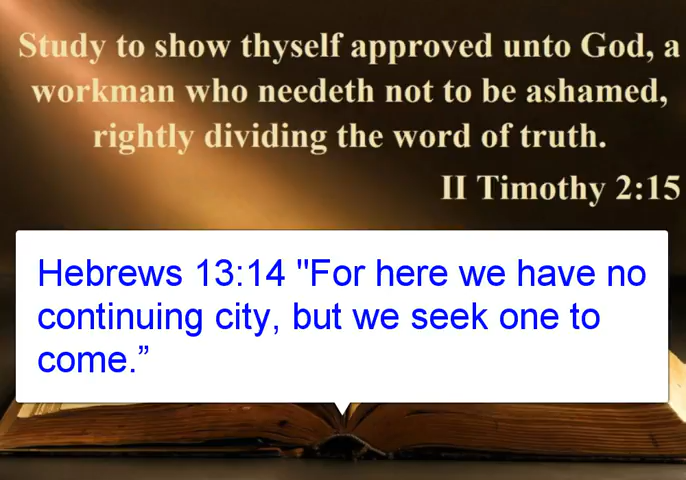 Study to show thyself approved unto God, a
workman who needeth not to be ashamed,
rightly dividing the word of truth.
II Timothy 2:15
Hebrews 13:14 "For here we have no
continuing city, but we seek one to
come.”